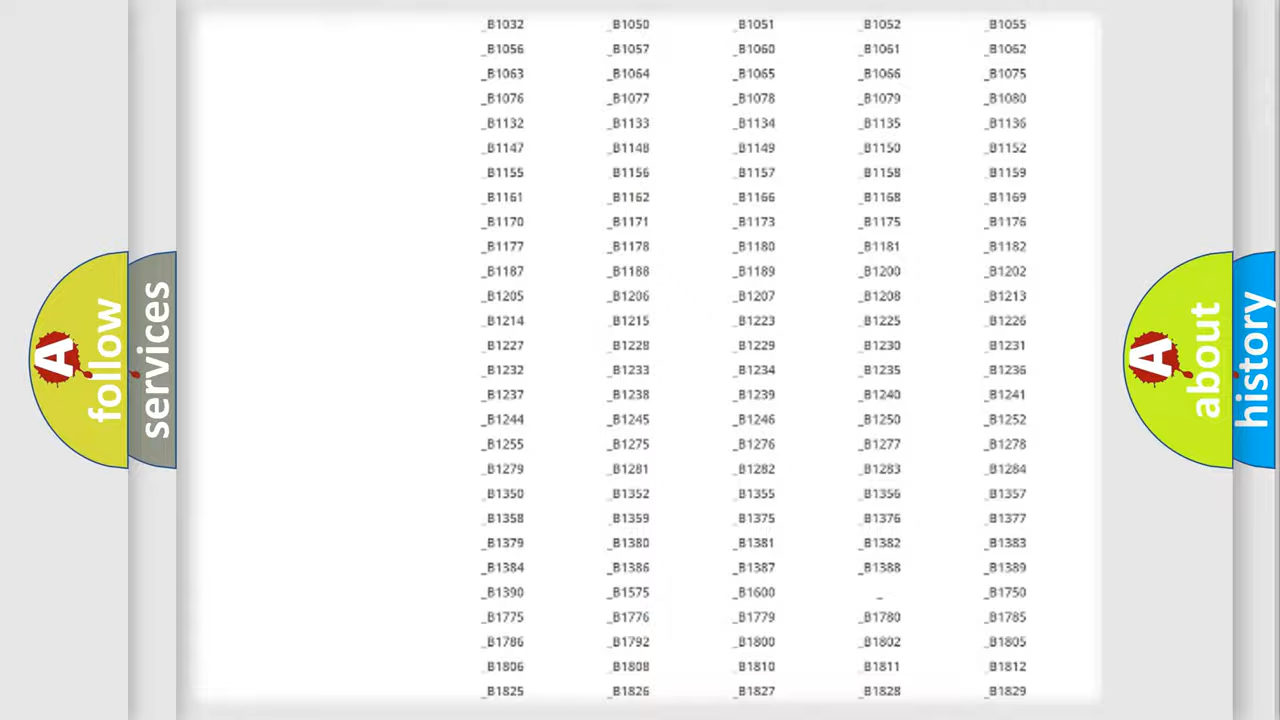 _B1032 _B1050 _B1051 _B1052 _B1055
_B1056 _B1057 _B1060 _B1061 _B1062
_B1063 _B1064 _B1065 _B1066 _B1075
_B1076 _B1077 _B1078 _B1079 _B1080
_B1132 _B1133 _B1134 _B1135 _B1136
_B1147 _B1148 _B1149 _B1150 _B1152
_B1155 _B1156 _B1157 _B1158 _B1159
_B1161 _B1162 _B1166 _B1168 _B1169
_B1170 _B1171 _B1173 _B1175 _B1176
_B1177 _B1178 _B1180 _B1181 _B1182
_B1187 _B1188 _B1189 _B1200 _B1202
_B1205 _B1206 _B1207 _B1208 _B1213
_B1214 _B1215 _B1223 _B1225 _B1226
_B1227 _B1228 _B1229 _B1230 _B1231
_B1232 _B1233 _B1234 _B1235 _B1236
_B1237 _B1238 _B1239 _B1240 _B1241
_B1244 _B1245 _B1246 _B1250 _B1252
_B1255 _B1275 _B1276 _B1277 _B1278
_B1279 _B1281 _B1282 _B1283 _B1284
_B1350 _B1352 _B1355 _B1356 _B1357
_B1358 _B1359 _B1375 _B1376 _B1377
_B1379 _B1380 _B1381 _B1382 _B1383
_B1384 _B1386 _B1387 _B1388 _B1389
_B1390 _B1575 _B1600 _ _B1750
_B1775 _B1776 _B1779 _B1780 _B1785
_B1786 _B1792 _B1800 _B1802 _B1805
_B1806 _B1808 _B1810 _B1811 _B1812
_B1825 _B1826 _B1827 _B1828 _B1829
A follow
services
A about
history